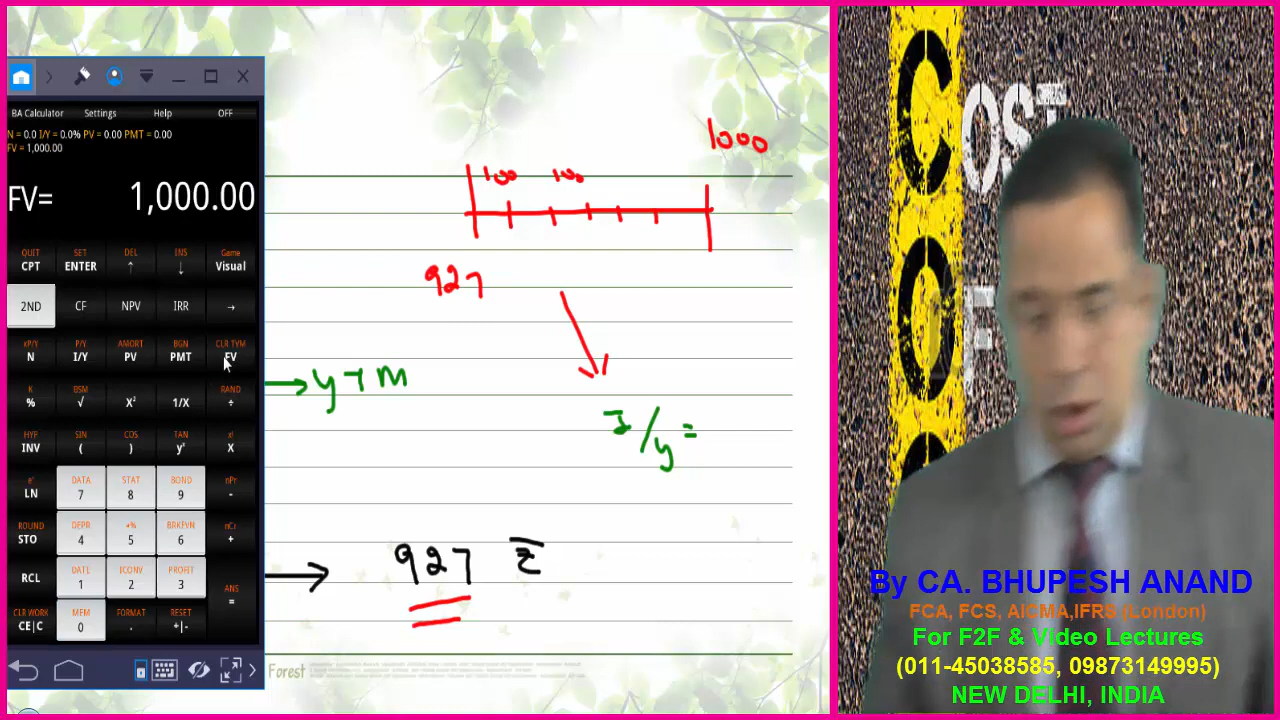 BA Calculator Settings Help OFF
N = 0.0 I/Y = 0.0% PV = 0.00 PMT = 0.00
FV = 1,000.00
FV= 1,000.00
QUIT SET DEL INS Game
CPT ENTER ↑ ↓ Visual
2ND CF NPV IRR →
xP/Y P/Y AMORT BGN CLR TVM
N I/Y PV PMT FV
K BSM RAND
% √ X² 1/X ÷
HYP SIN COS TAN x!
INV ( ) yˣ X
eˣ DATA STAT BOND nPr
LN 7 8 9 -
ROUND DEPR Δ% BRKEVN nCr
STO 4 5 6 +
DATE ICONV PROFIT ANS
RCL 1 2 3 =
CLR WORK MEM FORMAT RESET
CE|C 0 . +|-
1000
100 100
927
y → m
I/y =
927
Forest
COST
OF
By CA. BHUPESH ANAND
FCA, FCS, AICMA,IFRS (London)
For F2F & Video Lectures
(011-45038585, 09873149995)
NEW DELHI, INDIA